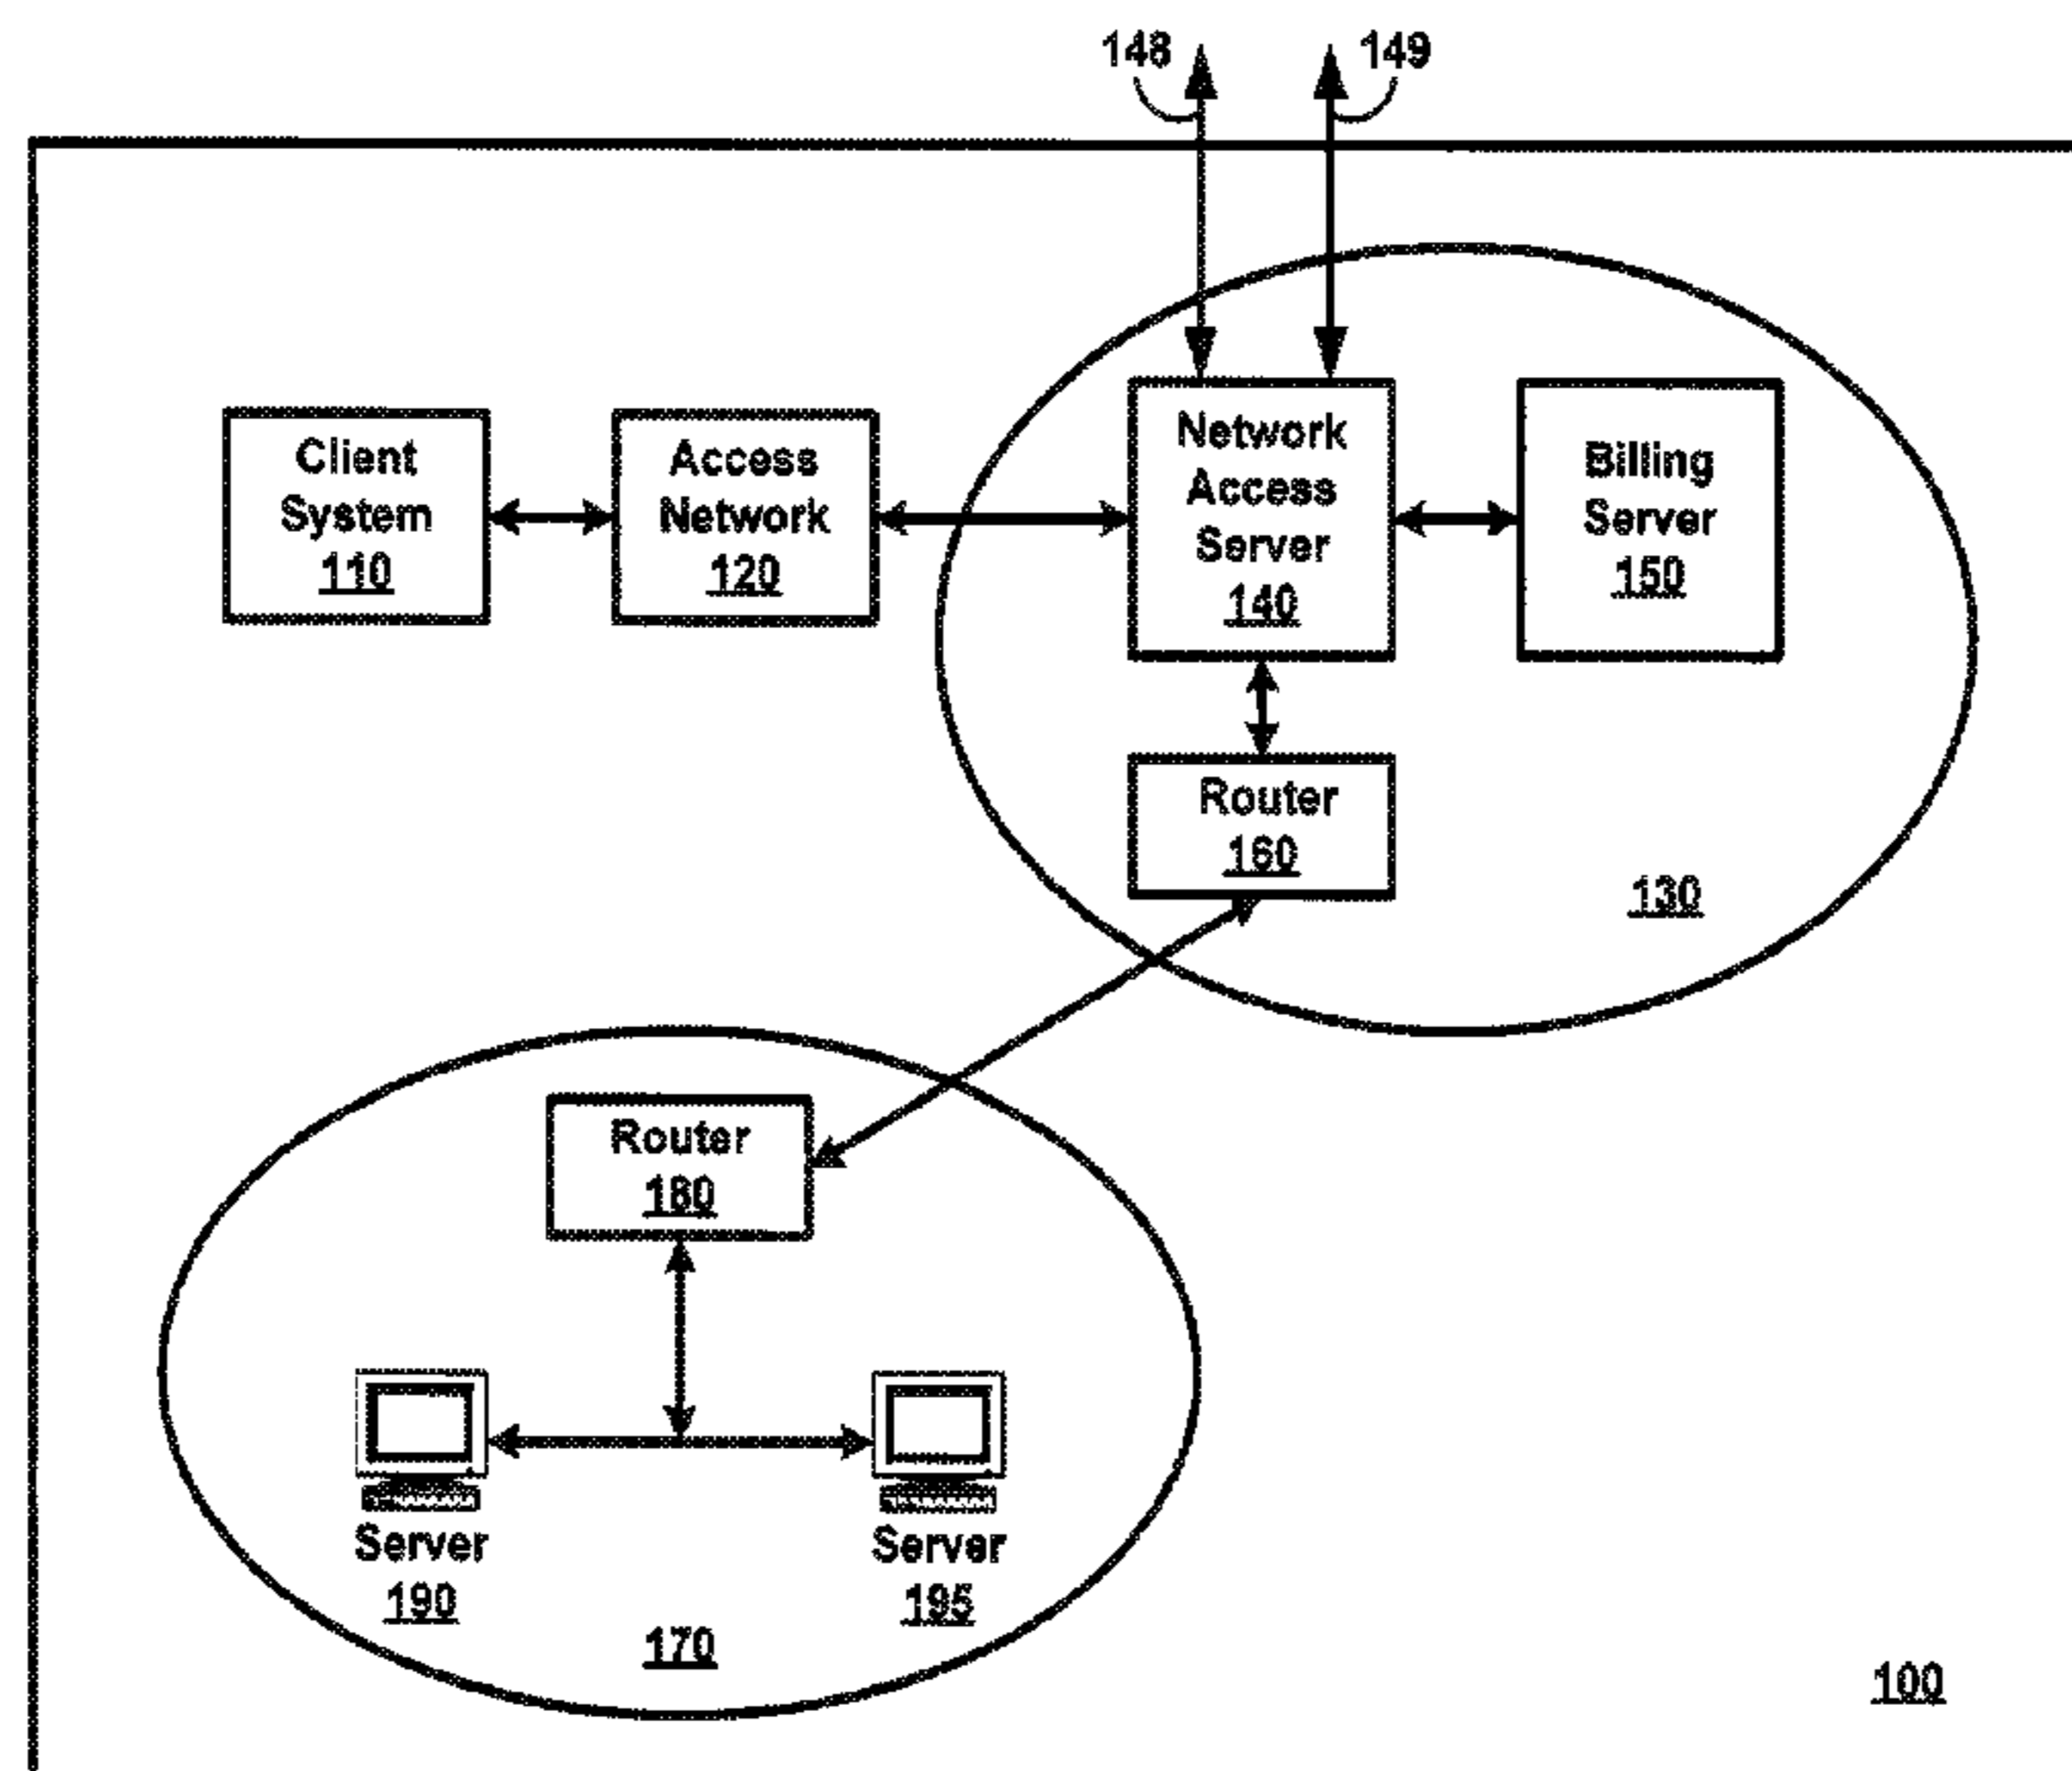 148
149
Client
System
110
Access
Network
120
Network
Access
Server
140
Billing
Server
150
Router
160
130
Router
180
Server
190
Server
195
170
100